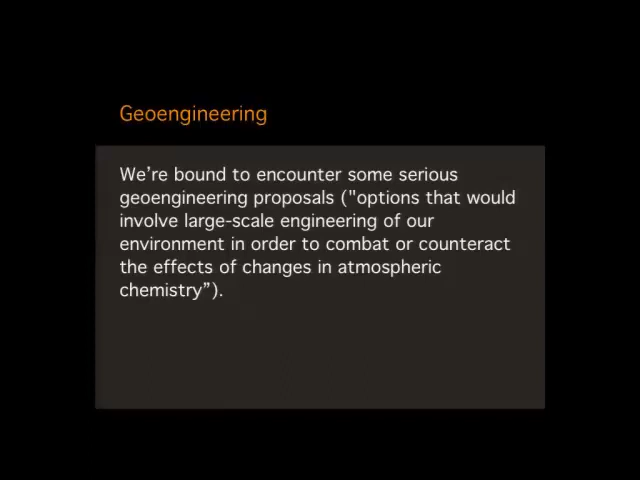 Geoengineering
We’re bound to encounter some serious
geoengineering proposals ("options that would
involve large-scale engineering of our
environment in order to combat or counteract
the effects of changes in atmospheric
chemistry”).